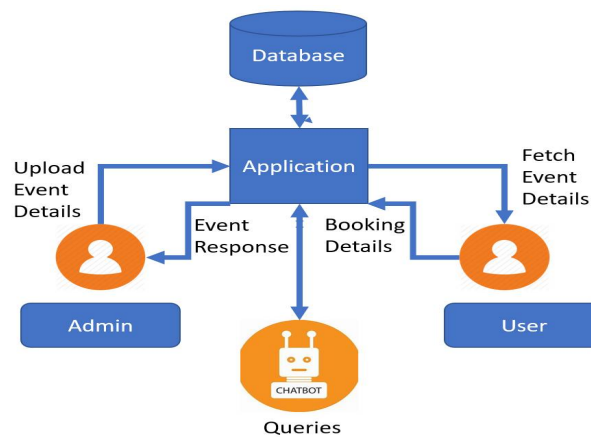 Database
Application
Upload
Event
Details
Fetch
Event
Details
Event
Response
Booking
Details
Admin
User
CHATBOT
Queries